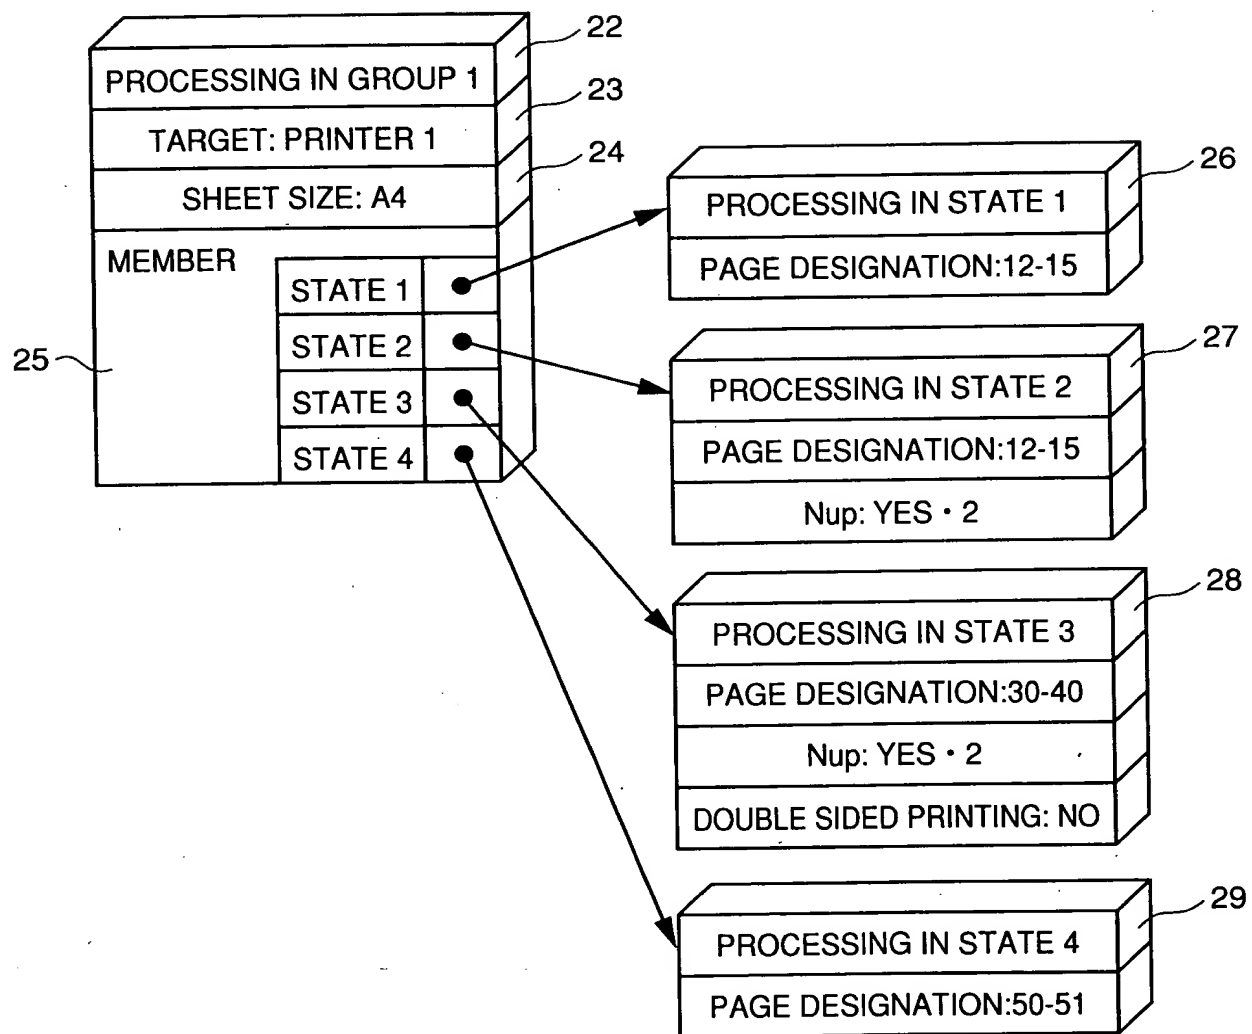 22
PROCESSING IN GROUP 1
23
TARGET: PRINTER 1
24
SHEET SIZE: A4
MEMBER
STATE 1
STATE 2
25
STATE 3
STATE 4
26
PROCESSING IN STATE 1
PAGE DESIGNATION:12-15
27
PROCESSING IN STATE 2
PAGE DESIGNATION:12-15
Nup: YES・2
28
PROCESSING IN STATE 3
PAGE DESIGNATION:30-40
Nup: YES・2
DOUBLE SIDED PRINTING: NO
29
PROCESSING IN STATE 4
PAGE DESIGNATION:50-51